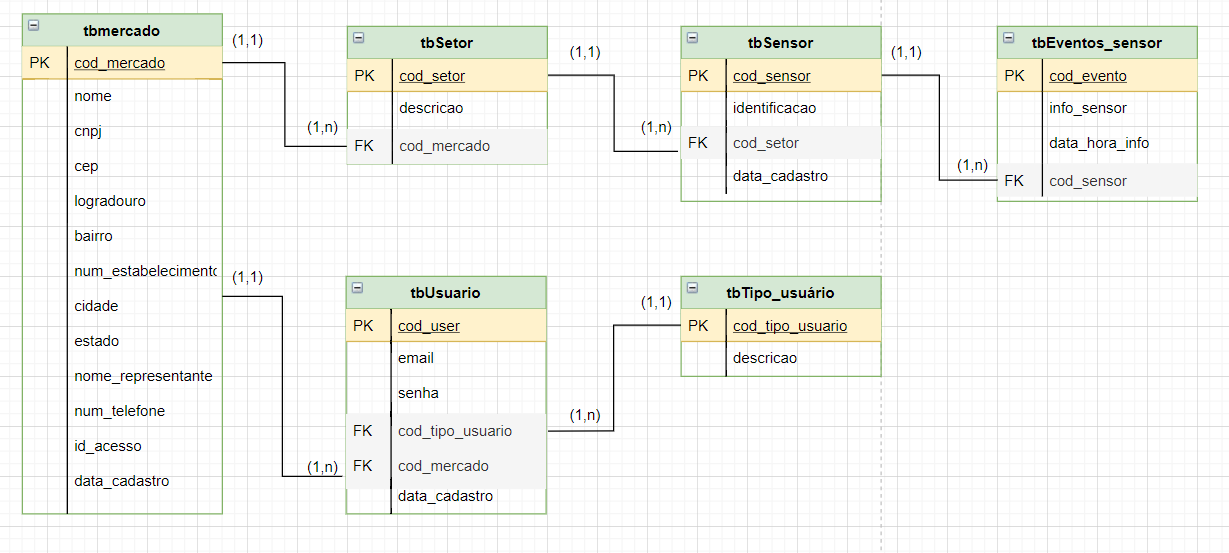 tbmercado
PK cod_mercado
nome
cnpj
cep
logradouro
bairro
num_estabelecimento
cidade
estado
nome_representante
num_telefone
id_acesso
data_cadastro
(1,1)
(1,n)
tbSetor
PK cod_setor
descricao
FK cod_mercado
(1,1)
(1,n)
tbSensor
PK cod_sensor
identificacao
FK cod_setor
data_cadastro
(1,1)
(1,n)
tbEventos_sensor
PK cod_evento
info_sensor
data_hora_info
FK cod_sensor
(1,1)
(1,n)
tbUsuario
PK cod_user
email
senha
FK cod_tipo_usuario
FK cod_mercado
data_cadastro
(1,1)
(1,n)
tbTipo_usuário
PK cod_tipo_usuario
descricao